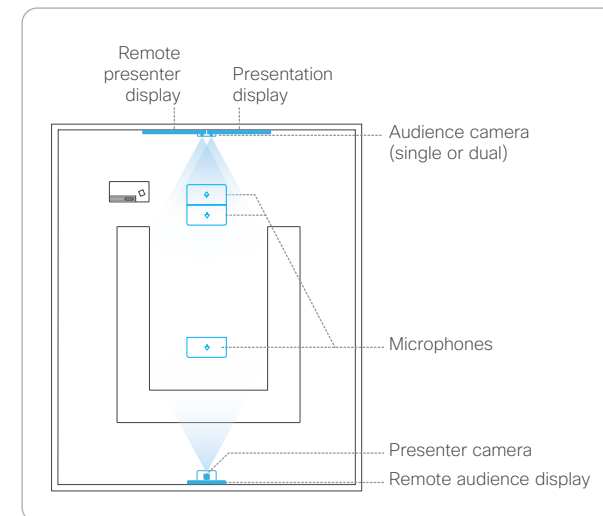 Remote
presenter
display
Presentation
display
Audience camera
(single or dual)
Microphones
Presenter camera
Remote audience display